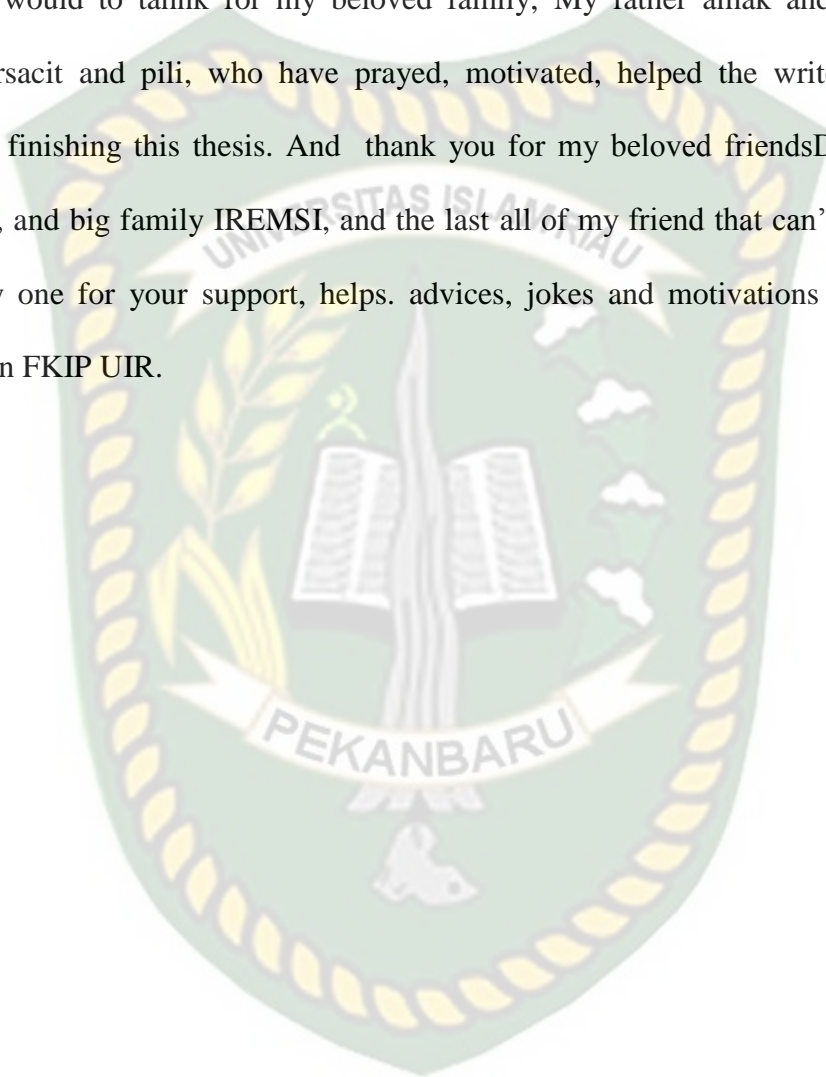 would to tahnk for my beloved family, My father amak and
rsacit and pili, who have prayed, motivated, helped the write
finishing this thesis. And thank you for my beloved friendsD
, and big family IREMSI, and the last all of my friend that can’
UNIVERSITAS ISLAM RIAU
one for your support, helps. advices, jokes and motivations
n FKIP UIR.
PEKANBARU